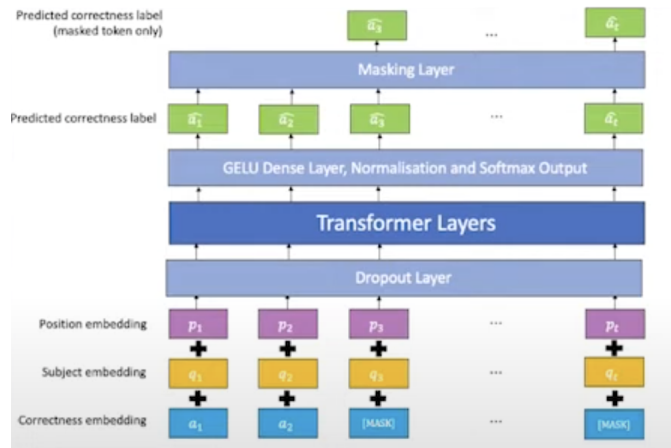 Predicted correctness label
(masked token only)
â₃ ... âₜ
Masking Layer
Predicted correctness label â₁ â₂ â₃ ... âₜ
GELU Dense Layer, Normalisation and Softmax Output
Transformer Layers
Dropout Layer
Position embedding p₁ p₂ p₃ ... pₜ
+ + + +
Subject embedding q₁ q₂ q₃ ... qₜ
+ + + +
Correctness embedding a₁ a₂ [MASK] ... [MASK]